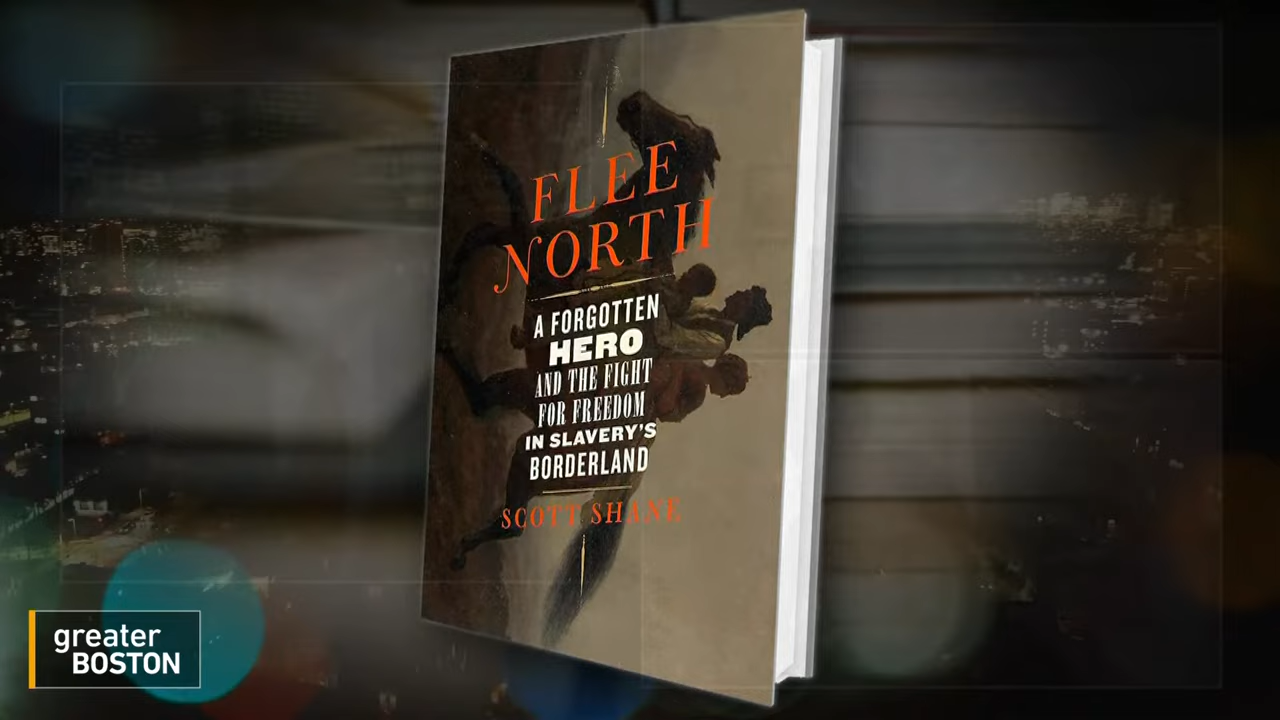 FLEE
NORTH
A FORGOTTEN
HERO
AND THE FIGHT
FOR FREEDOM
IN SLAVERY'S
BORDERLAND
SCOTT SHANE
greater
BOSTON